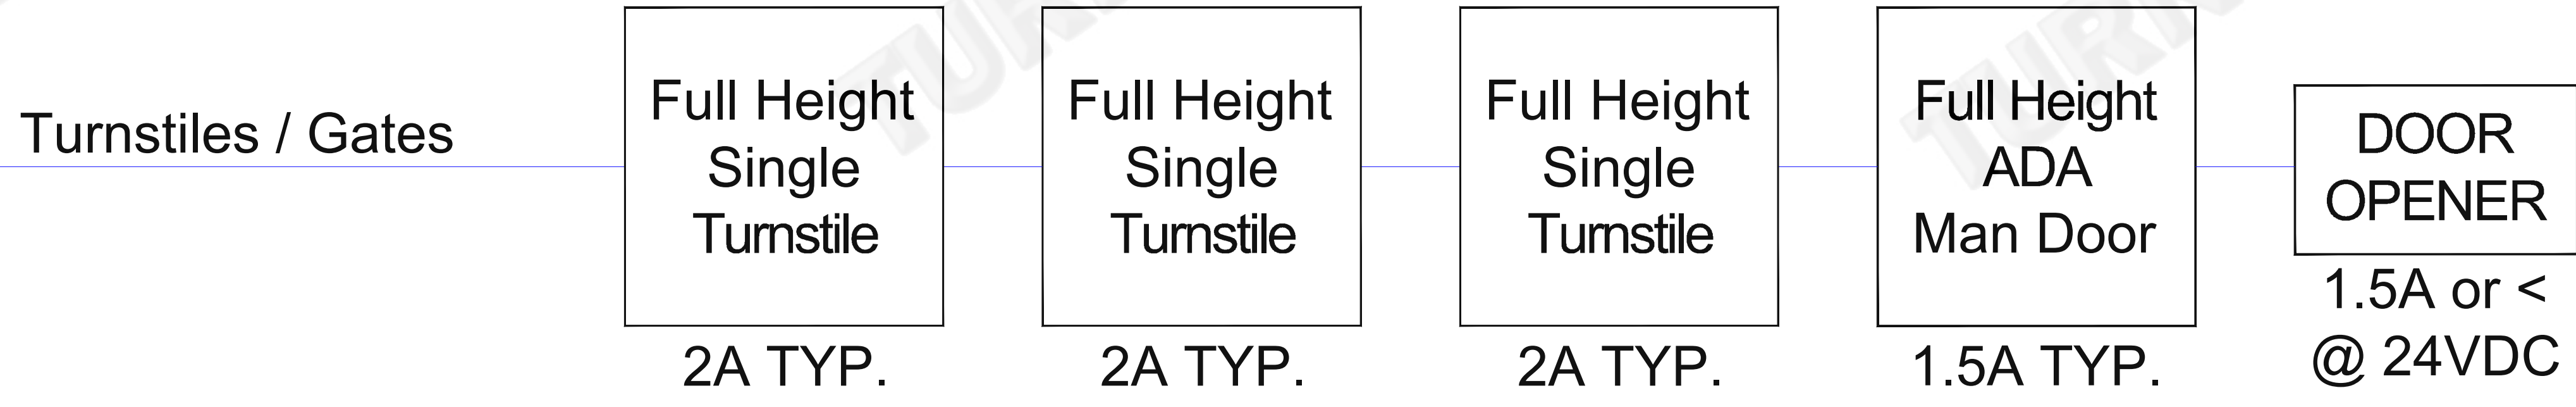 Turnstiles / Gates
Full Height
Single
Turnstile
2A TYP.
Full Height
Single
Turnstile
2A TYP.
Full Height
Single
Turnstile
2A TYP.
Full Height
ADA
Man Door
1.5A TYP.
DOOR
OPENER
1.5A or <
@ 24VDC